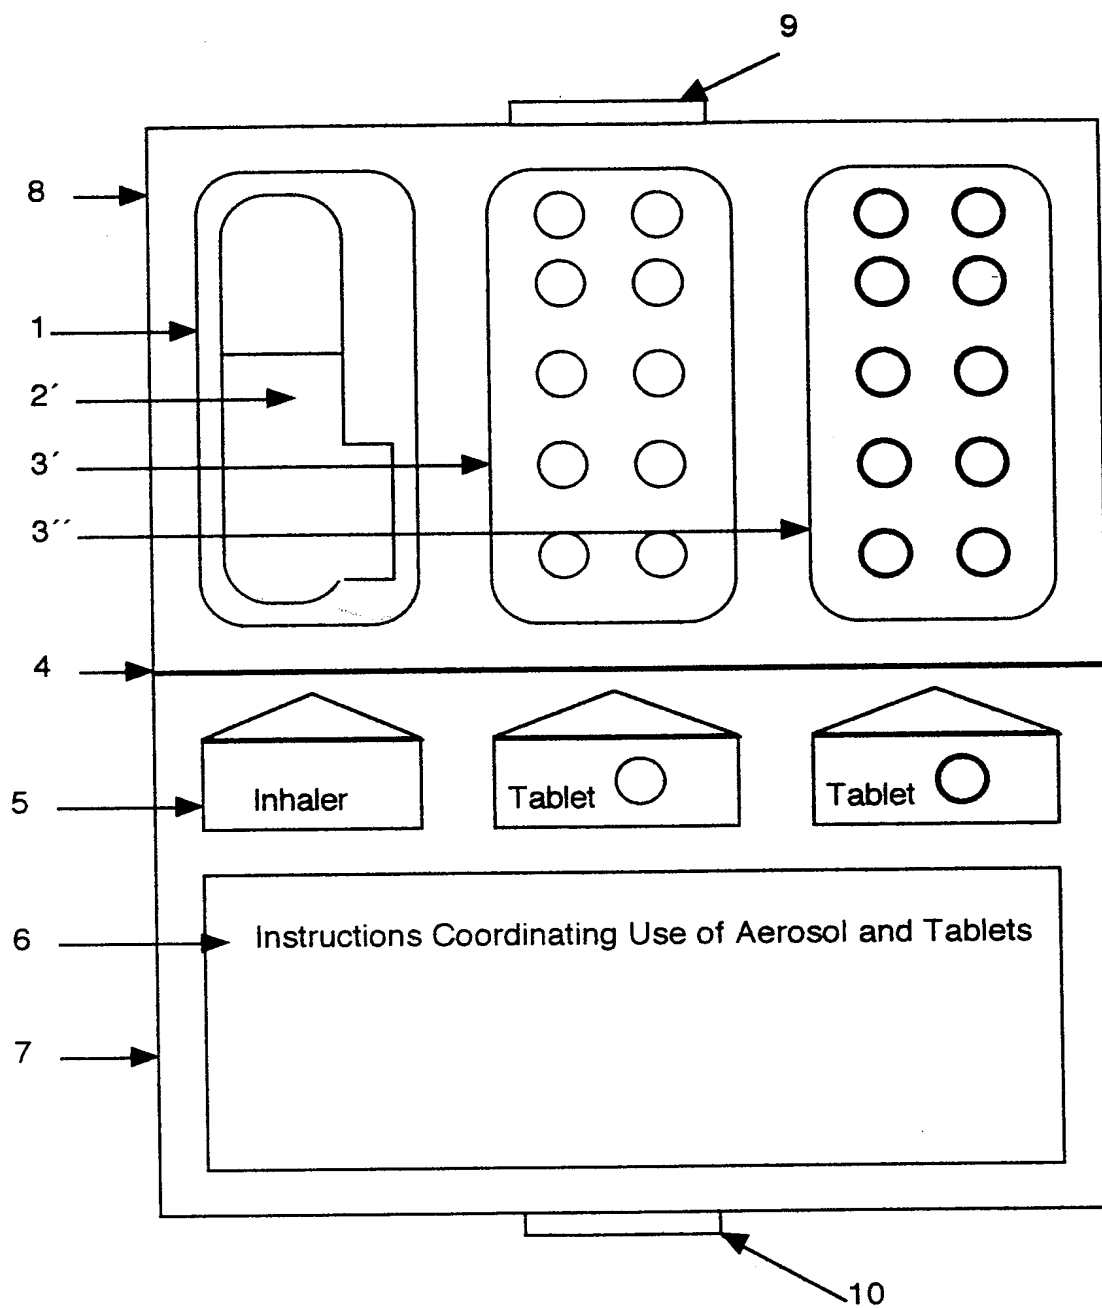 9
8
1
2´
3´
3´´
4
5
Inhaler
Tablet
Tablet
6
Instructions Coordinating Use of Aerosol and Tablets
7
10